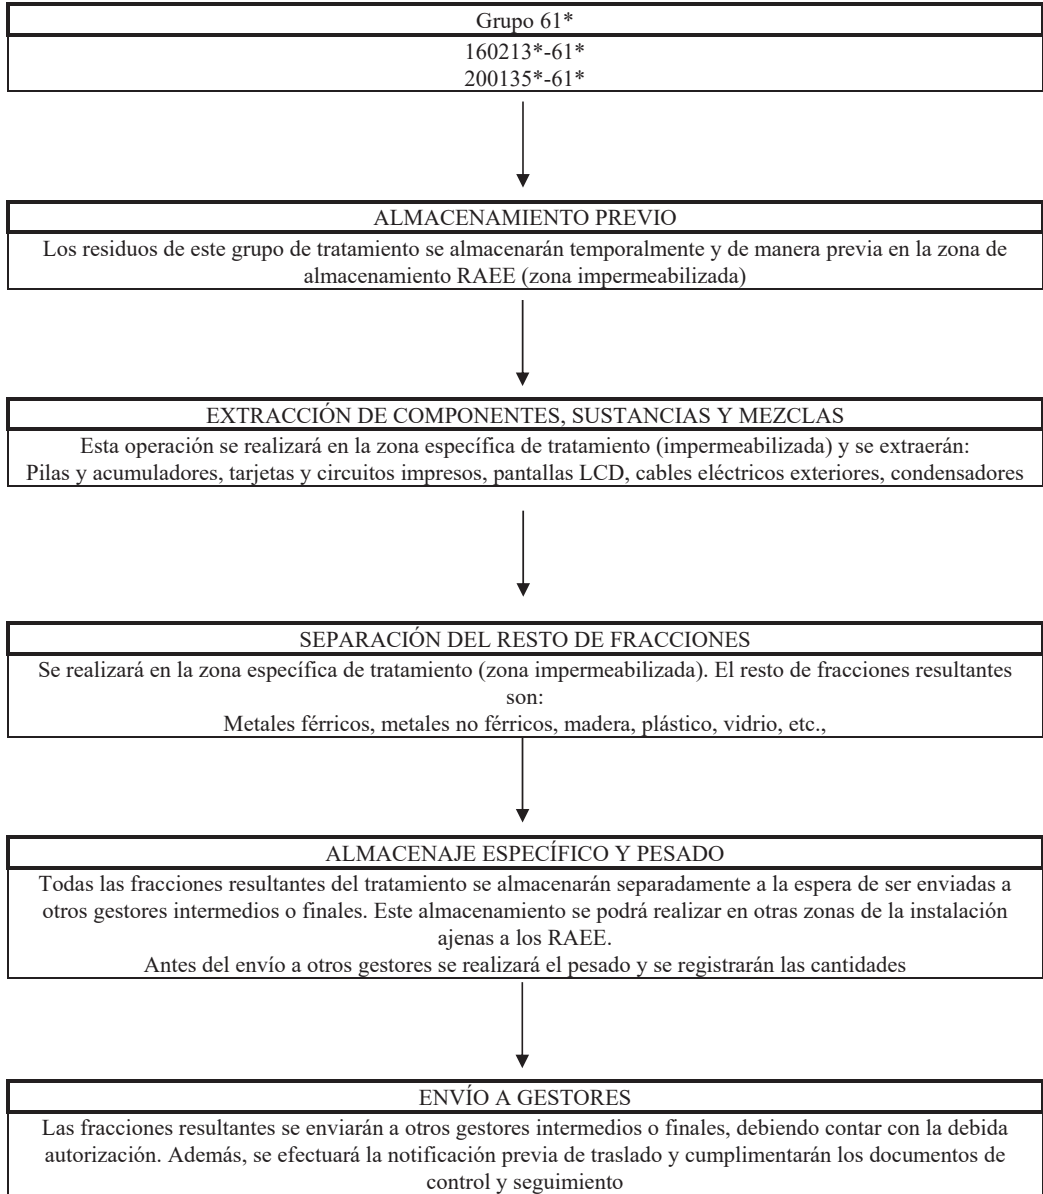 Grupo 61*
160213*-61*
200135*-61*
ALMACENAMIENTO PREVIO
Los residuos de este grupo de tratamiento se almacenarán temporalmente y de manera previa en la zona de
almacenamiento RAEE (zona impermeabilizada)
EXTRACCIÓN DE COMPONENTES, SUSTANCIAS Y MEZCLAS
Esta operación se realizará en la zona específica de tratamiento (impermeabilizada) y se extraerán:
Pilas y acumuladores, tarjetas y circuitos impresos, pantallas LCD, cables eléctricos exteriores, condensadores
SEPARACIÓN DEL RESTO DE FRACCIONES
Se realizará en la zona específica de tratamiento (zona impermeabilizada). El resto de fracciones resultantes
son:
Metales férricos, metales no férricos, madera, plástico, vidrio, etc.,
ALMACENAJE ESPECÍFICO Y PESADO
Todas las fracciones resultantes del tratamiento se almacenarán separadamente a la espera de ser enviadas a
otros gestores intermedios o finales. Este almacenamiento se podrá realizar en otras zonas de la instalación
ajenas a los RAEE.
Antes del envío a otros gestores se realizará el pesado y se registrarán las cantidades
ENVÍO A GESTORES
Las fracciones resultantes se enviarán a otros gestores intermedios o finales, debiendo contar con la debida
autorización. Además, se efectuará la notificación previa de traslado y cumplimentarán los documentos de
control y seguimiento